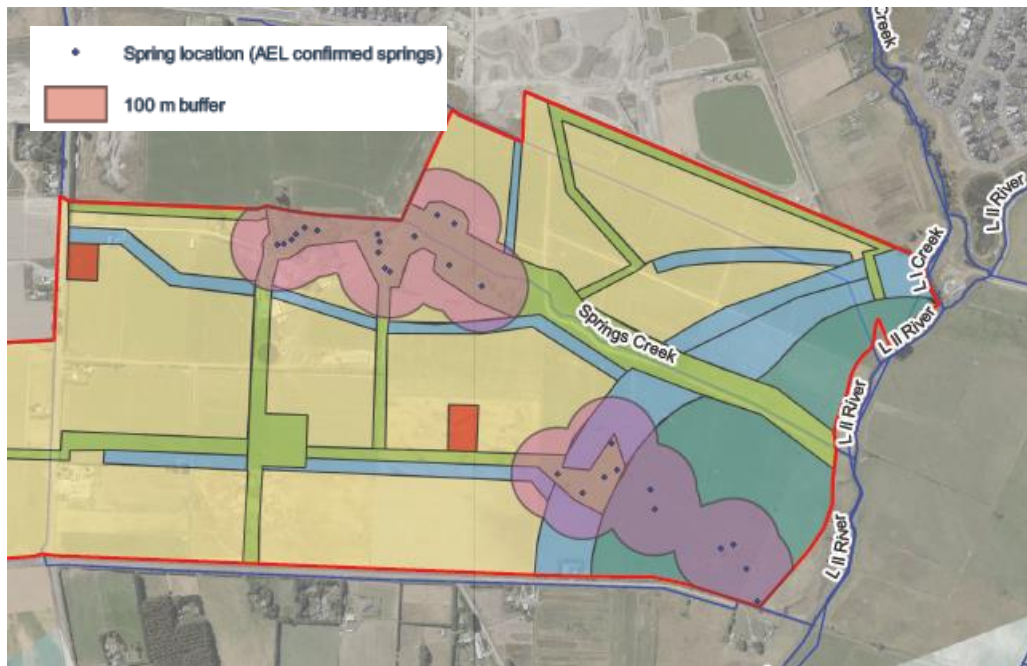 Spring location (AEL confirmed springs)
100 m buffer
Creek
L II River
L I Creek
L II River
Springs Creek
L II River
L II River